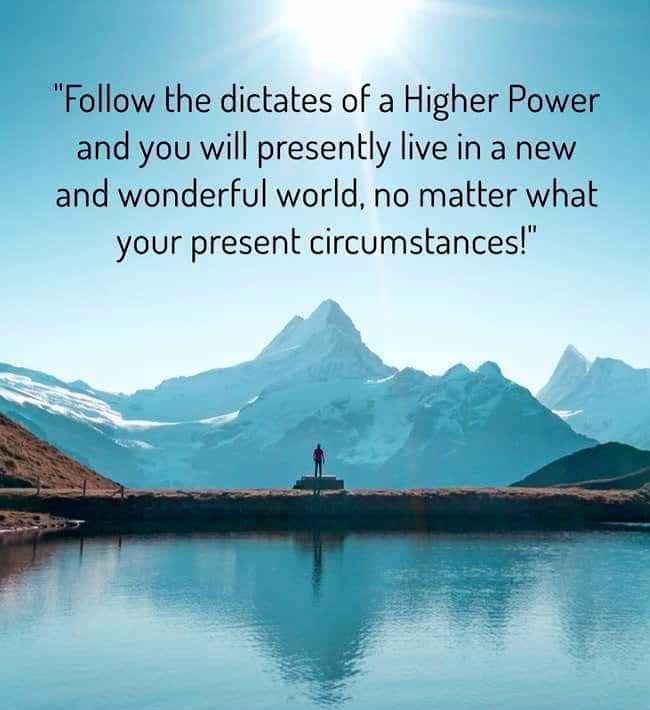 "Follow the dictates of a Higher Power
and you will presently live in a new
and wonderful world, no matter what
your present circumstances!"